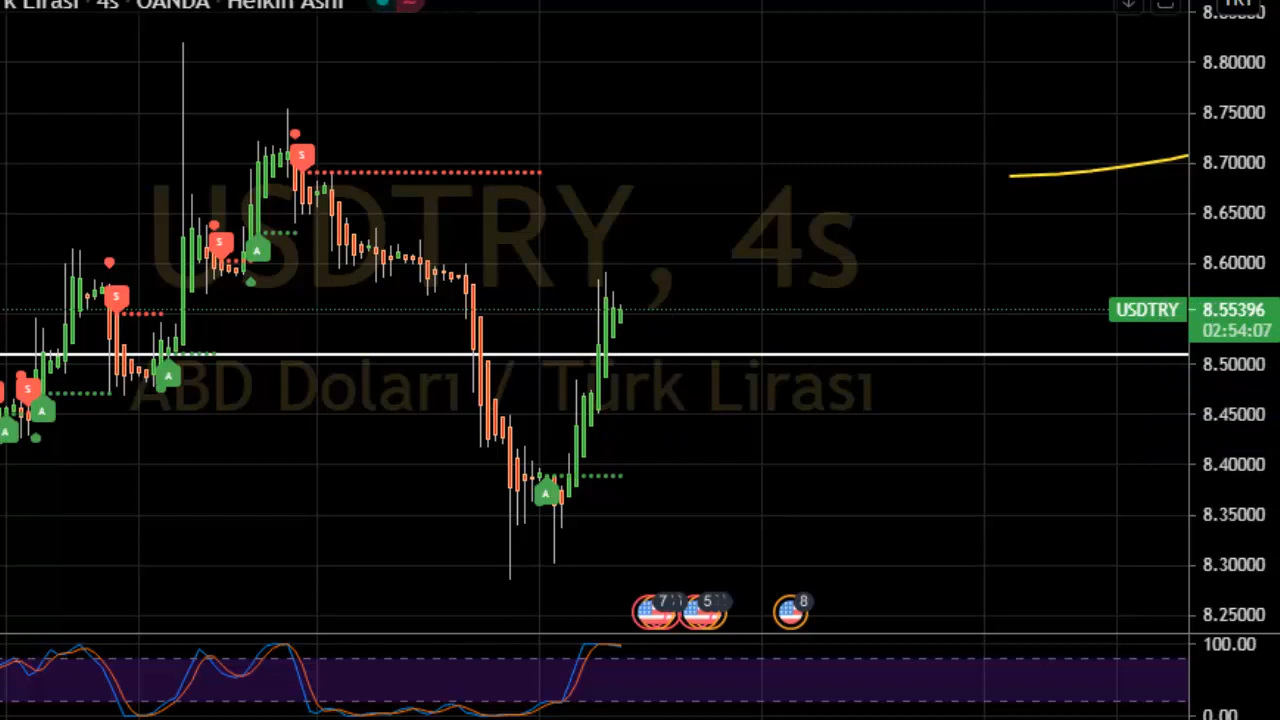 k Lirası · 4s · OANDA · Heikin Ashi
TRY
8.80000
8.75000
8.70000
8.65000
8.60000
USDTRY 8.55396
02:54:07
8.50000
8.45000
8.40000
8.35000
8.30000
8.25000
100.00
0.00
USDTRY, 4s
ABD Doları / Türk Lirası
S
S
S
A
S
A
A
A
A
7
5
8